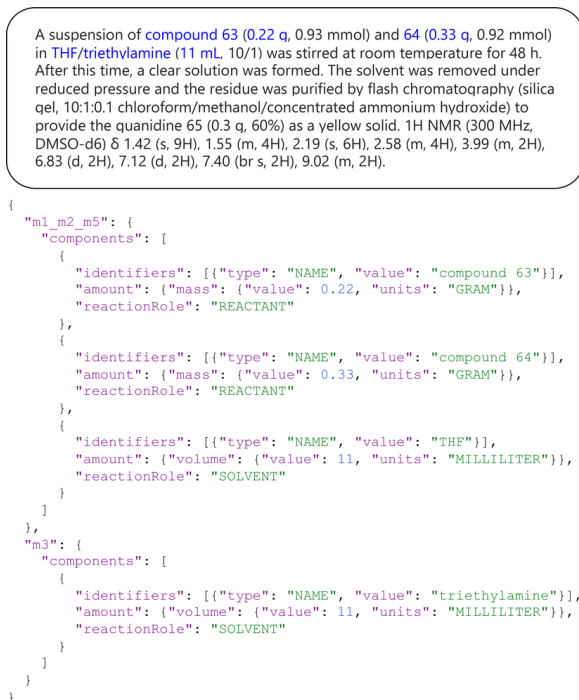 A suspension of compound 63 (0.22 g, 0.93 mmol) and 64 (0.33 g, 0.92 mmol)
in THF/triethylamine (11 mL, 10/1) was stirred at room temperature for 48 h.
After this time, a clear solution was formed. The solvent was removed under
reduced pressure and the residue was purified by flash chromatography (silica
gel, 10:1:0.1 chloroform/methanol/concentrated ammonium hydroxide) to
provide the guanidine 65 (0.3 g, 60%) as a yellow solid. 1H NMR (300 MHz,
DMSO-d6) δ 1.42 (s, 9H), 1.55 (m, 4H), 2.19 (s, 6H), 2.58 (m, 4H), 3.99 (m, 2H),
6.83 (d, 2H), 7.12 (d, 2H), 7.40 (br s, 2H), 9.02 (m, 2H).
{
"m1_m2_m5": {
"components": [
{
"identifiers": [{"type": "NAME", "value": "compound 63"}],
"amount": {"mass": {"value": 0.22, "units": "GRAM"}},
"reactionRole": "REACTANT"
},
{
"identifiers": [{"type": "NAME", "value": "compound 64"}],
"amount": {"mass": {"value": 0.33, "units": "GRAM"}},
"reactionRole": "REACTANT"
},
{
"identifiers": [{"type": "NAME", "value": "THF"}],
"amount": {"volume": {"value": 11, "units": "MILLILITER"}},
"reactionRole": "SOLVENT"
}
]
},
"m3": {
"components": [
{
"identifiers": [{"type": "NAME", "value": "triethylamine"}],
"amount": {"volume": {"value": 11, "units": "MILLILITER"}},
"reactionRole": "SOLVENT"
}
]
}
}